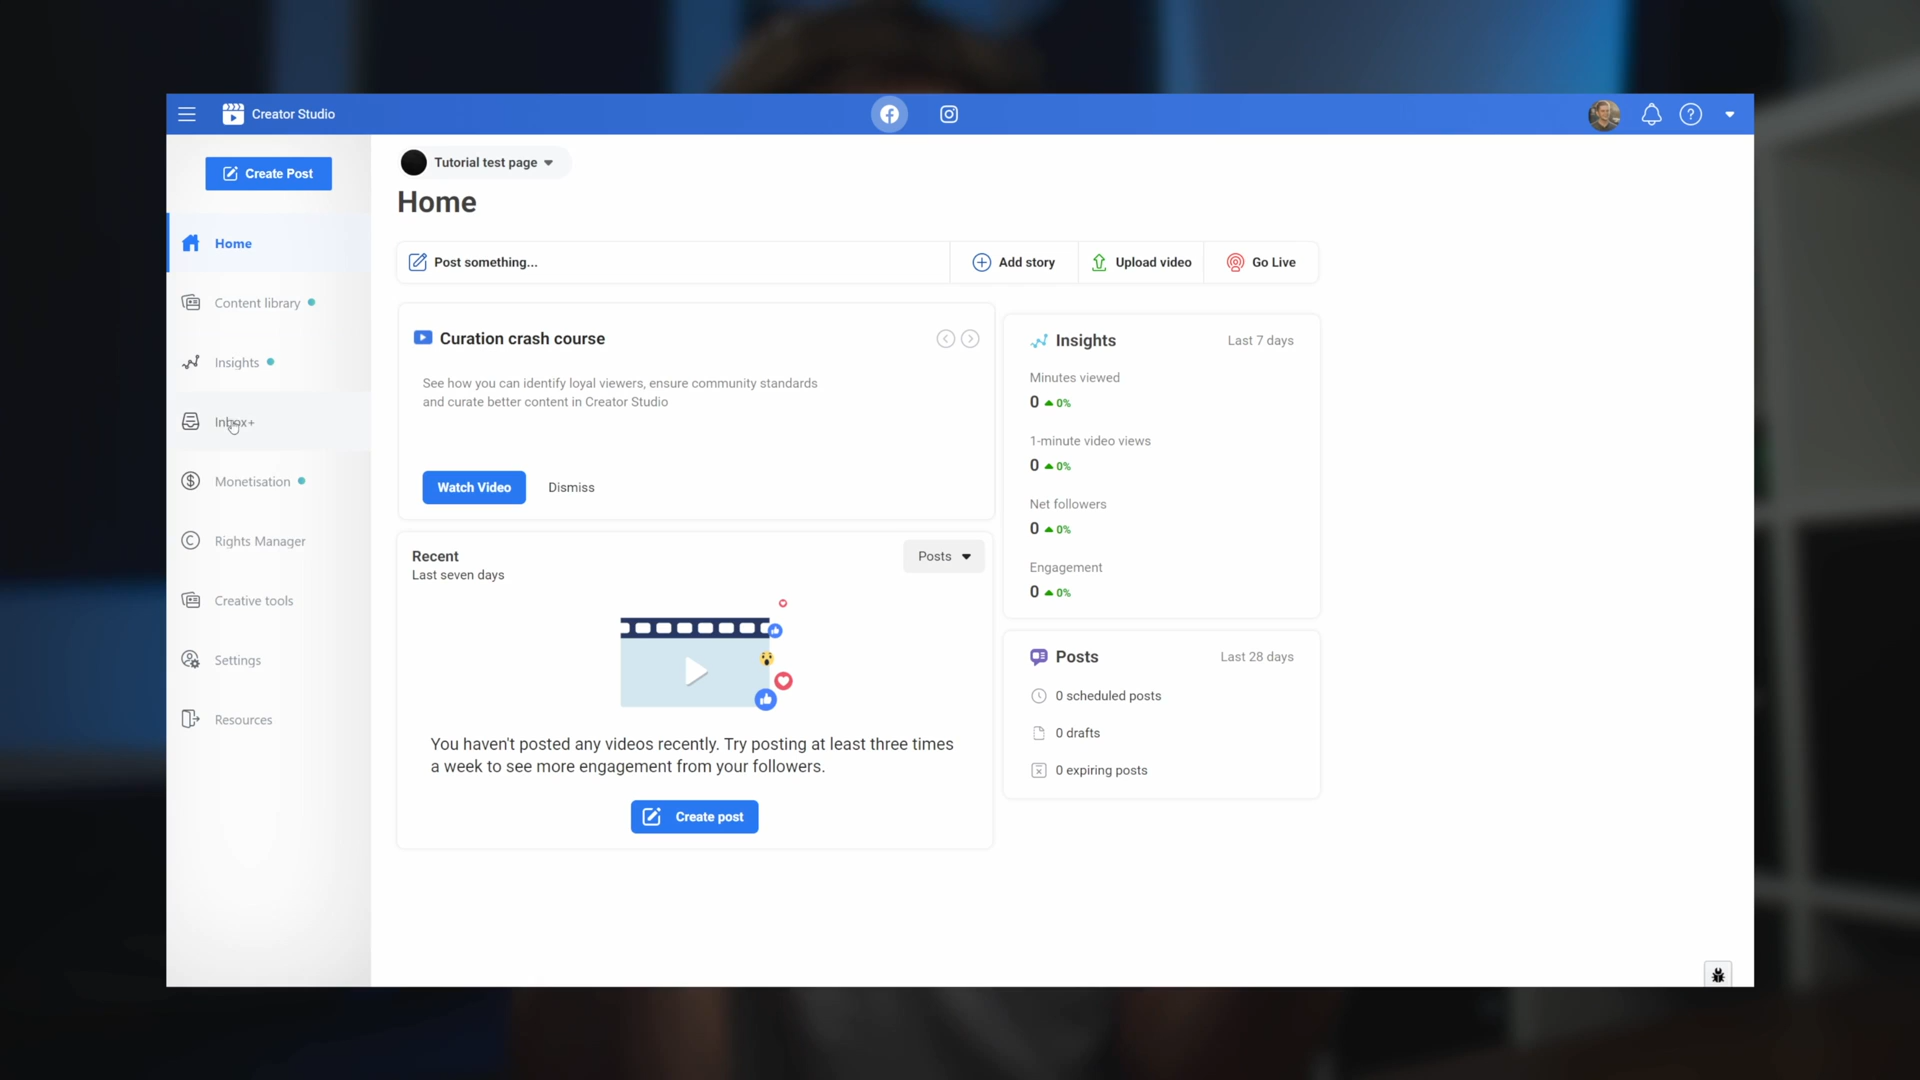 Creator Studio
Create Post
Home
Content library
Insights
Inbox+
Monetisation
Rights Manager
Creative tools
Settings
Resources
Tutorial test page
Home
Post something...
Add story
Upload video
Go Live
Curation crash course
See how you can identify loyal viewers, ensure community standards
and curate better content in Creator Studio
Watch Video
Dismiss
Recent
Last seven days
Posts
You haven't posted any videos recently. Try posting at least three times
a week to see more engagement from your followers.
Create post
Insights
Last 7 days
Minutes viewed
0 0%
1-minute video views
0 0%
Net followers
0 0%
Engagement
0 0%
Posts
Last 28 days
0 scheduled posts
0 drafts
0 expiring posts